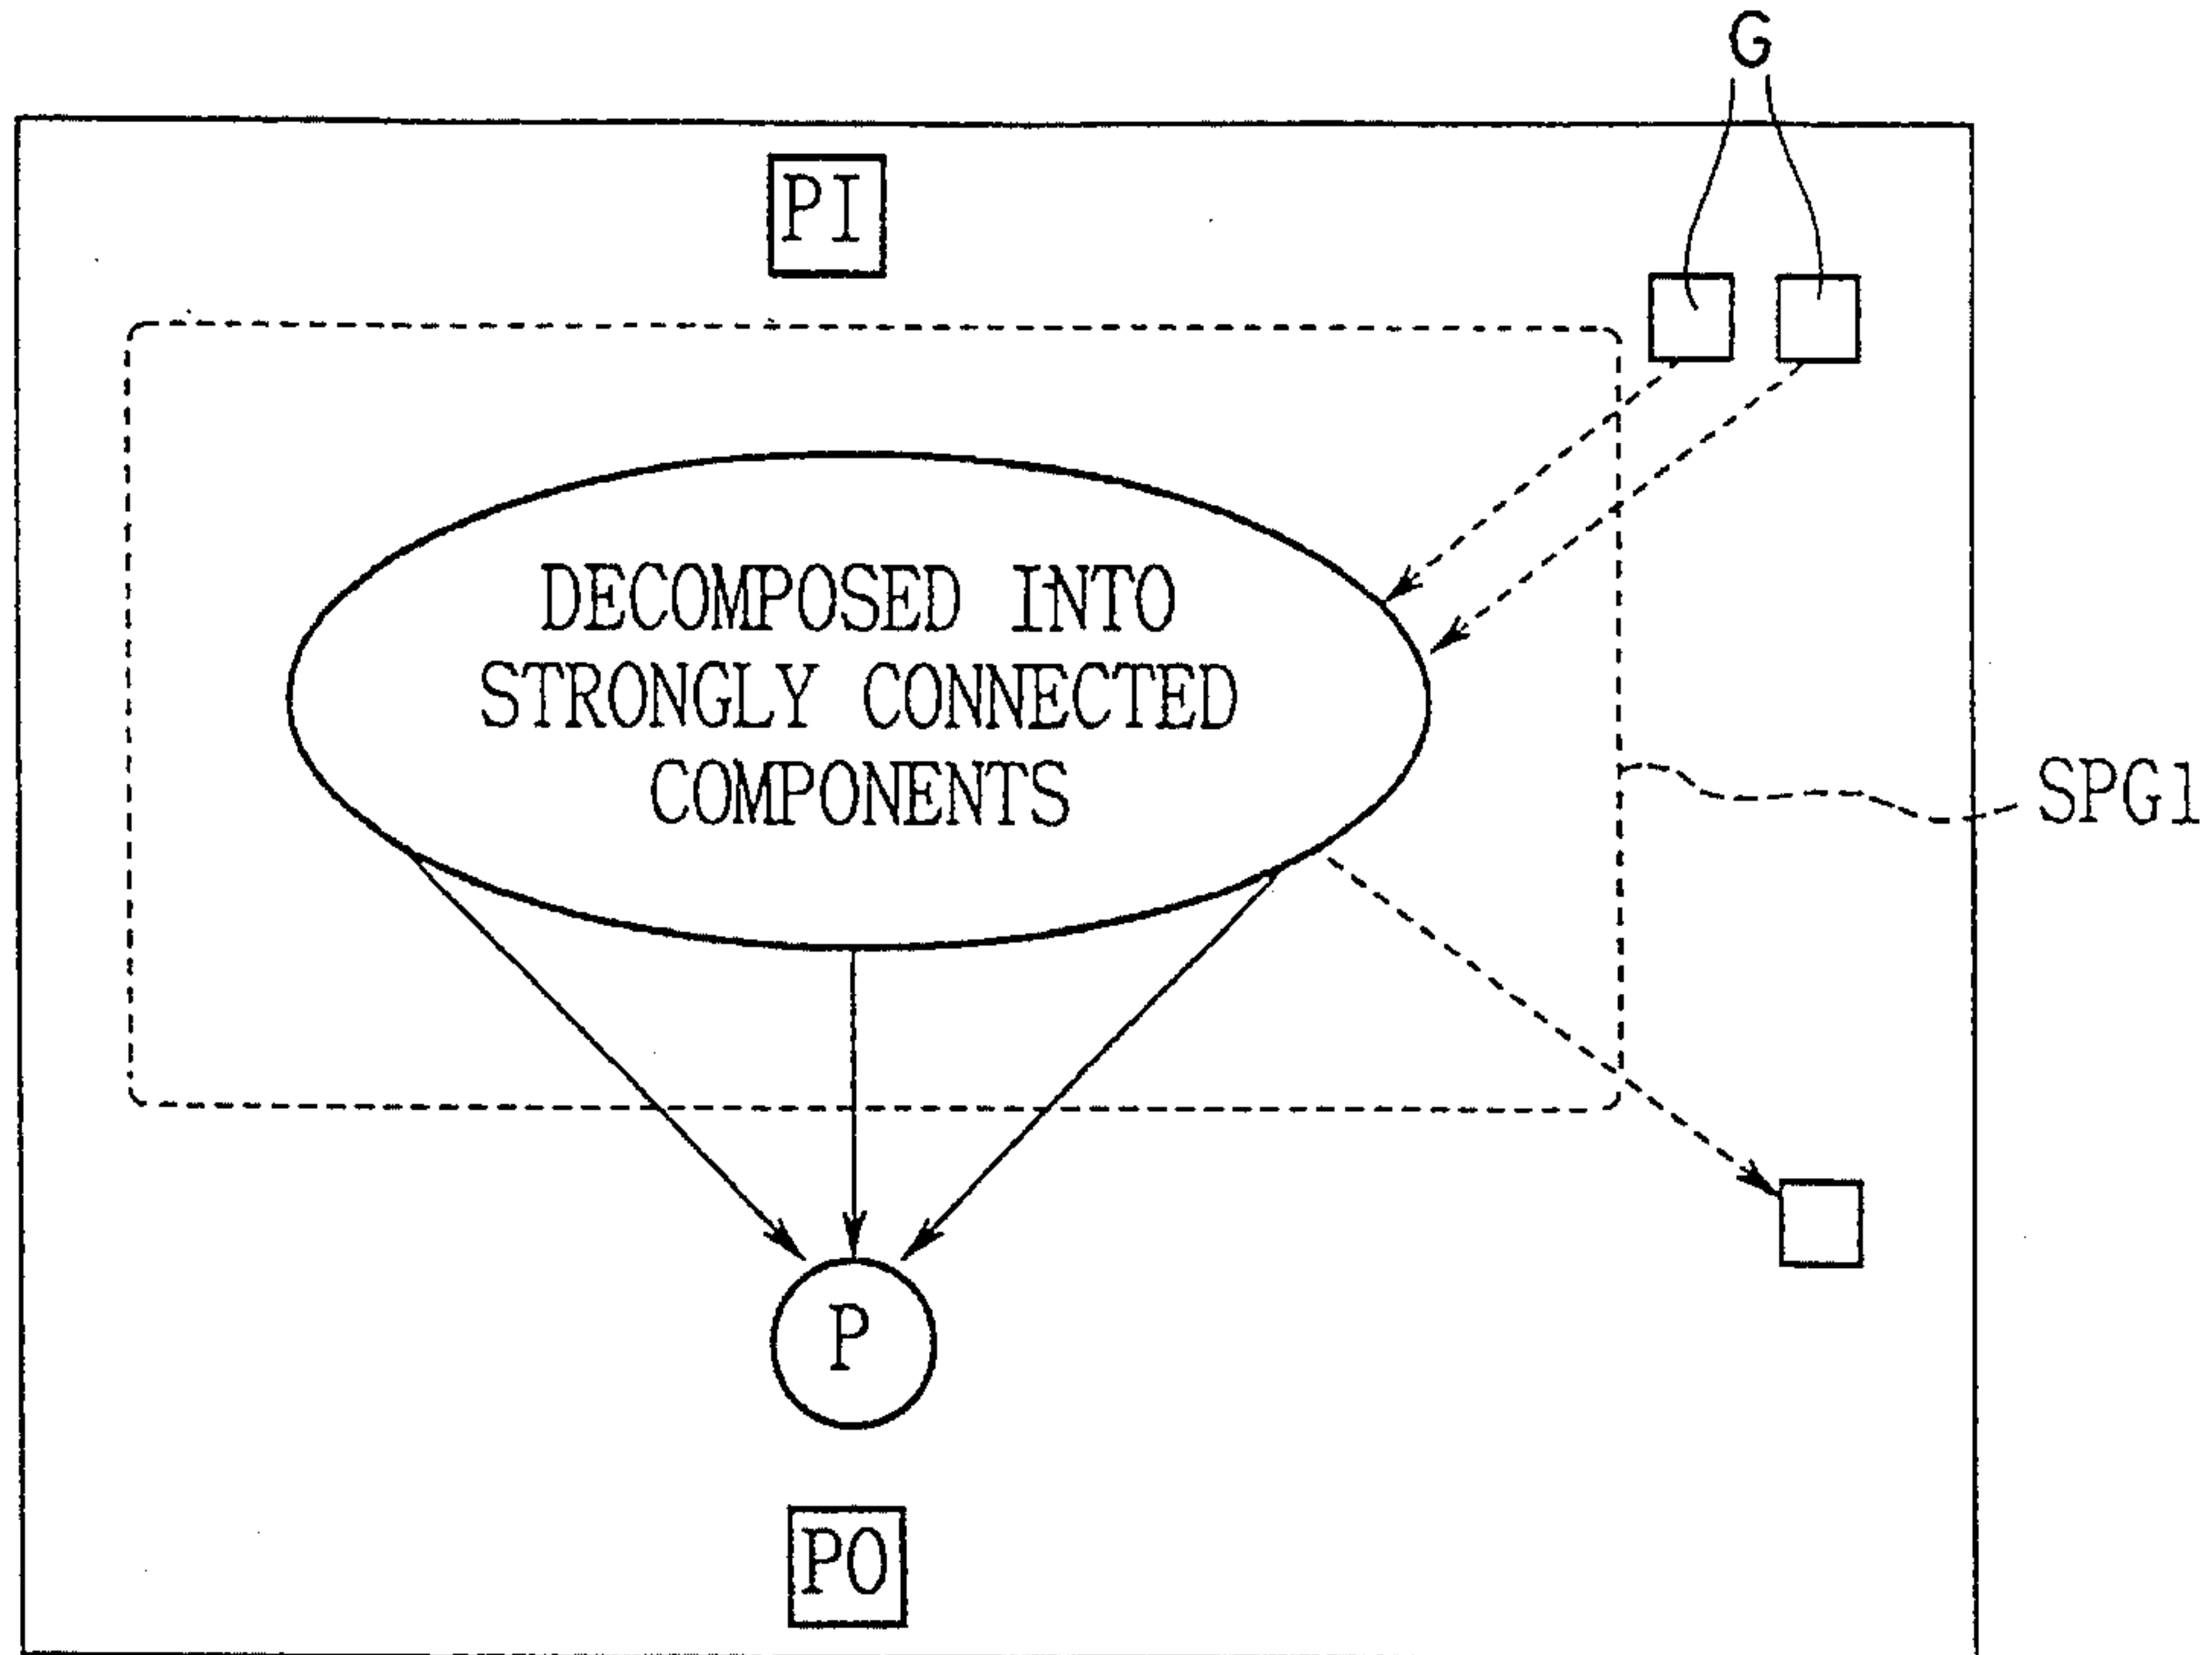 G
PI
DECOMPOSED INTO
STRONGLY CONNECTED
COMPONENTS
SPG1
P
PO